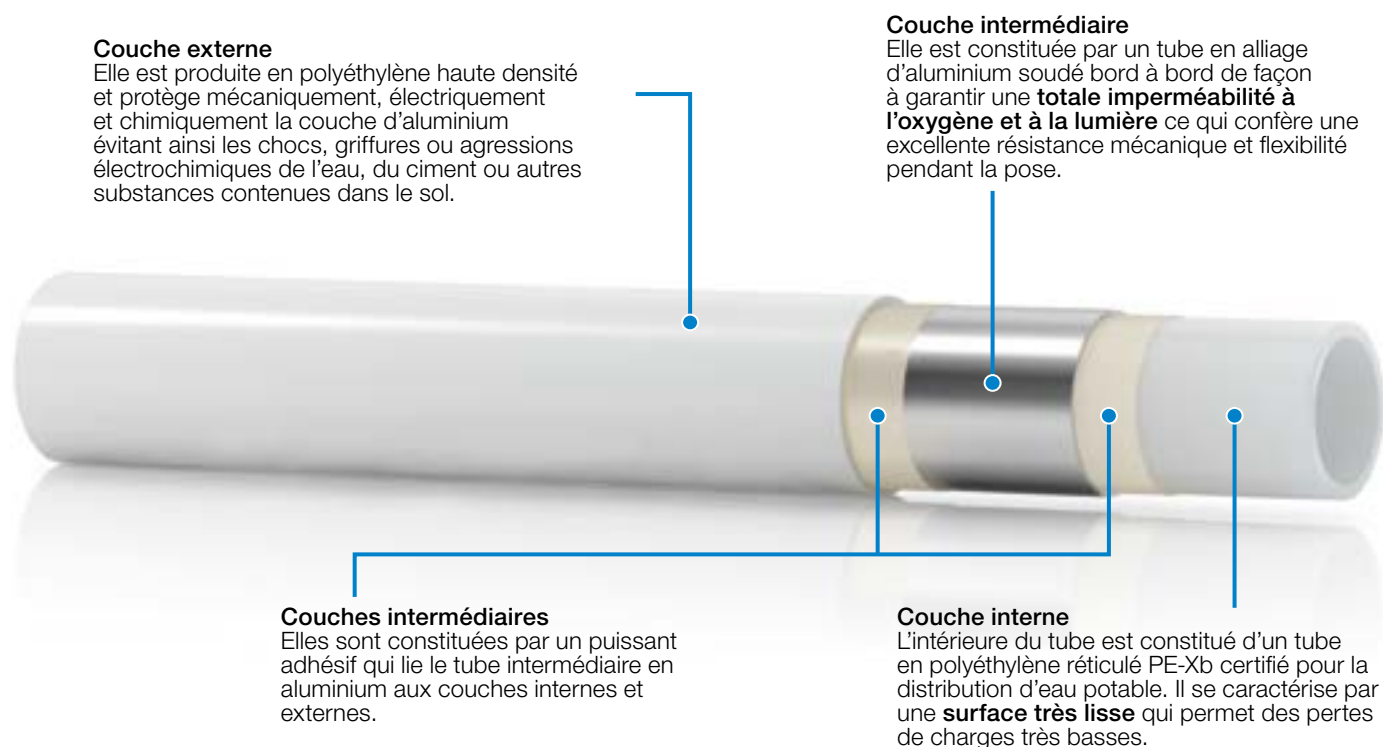 Couche externe
Elle est produite en polyéthylène haute densité
et protège mécaniquement, électriquement
et chimiquement la couche d'aluminium
évitant ainsi les chocs, griffures ou agressions
électrochimiques de l'eau, du ciment ou autres
substances contenues dans le sol.
Couche intermédiaire
Elle est constituée par un tube en alliage
d'aluminium soudé bord à bord de façon
à garantir une totale imperméabilité à
l'oxygène et à la lumière ce qui confère une
excellente résistance mécanique et flexibilité
pendant la pose.
Couches intermédiaires
Elles sont constituées par un puissant
adhésif qui lie le tube intermédiaire en
aluminium aux couches internes et
externes.
Couche interne
L'intérieure du tube est constitué d'un tube
en polyéthylène réticulé PE-Xb certifié pour la
distribution d'eau potable. Il se caractérise par
une surface très lisse qui permet des pertes
de charges très basses.